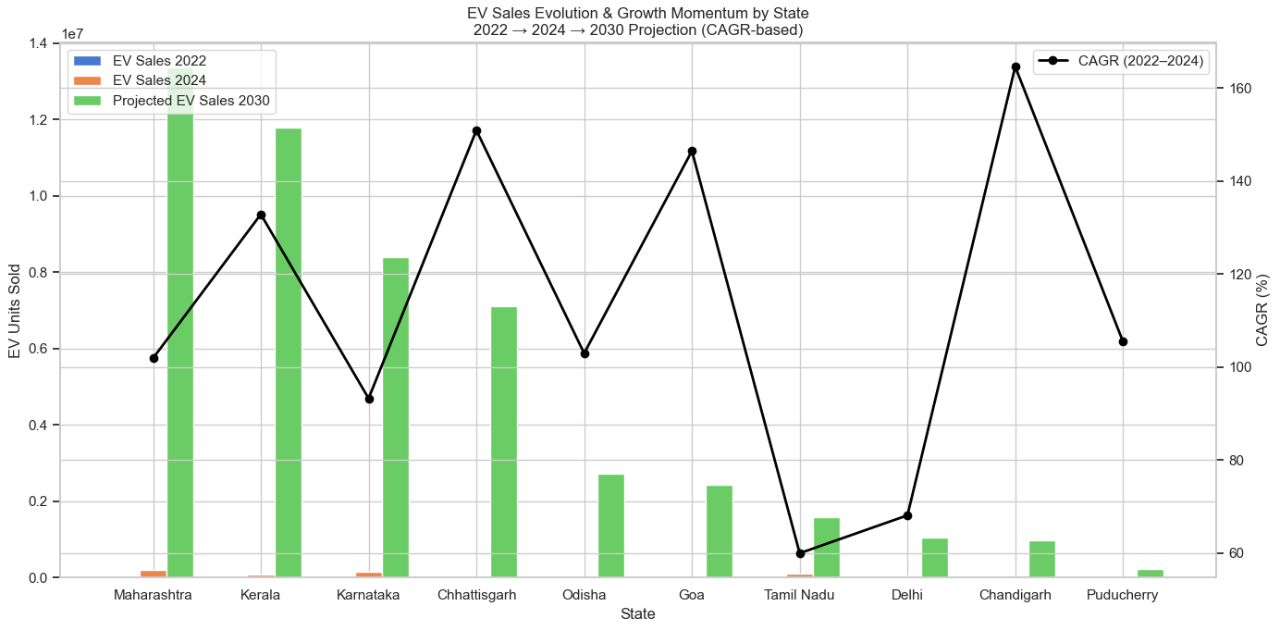 EV Sales Evolution & Growth Momentum by State
2022 → 2024 → 2030 Projection (CAGR-based)
1e7
EV Sales 2022
EV Sales 2024
Projected EV Sales 2030
CAGR (2022–2024)
1.4
1.2
1.0
0.8
0.6
0.4
0.2
0.0
EV Units Sold
160
140
120
100
80
60
CAGR (%)
Maharashtra
Kerala
Karnataka
Chhattisgarh
Odisha
Goa
Tamil Nadu
Delhi
Chandigarh
Puducherry
State